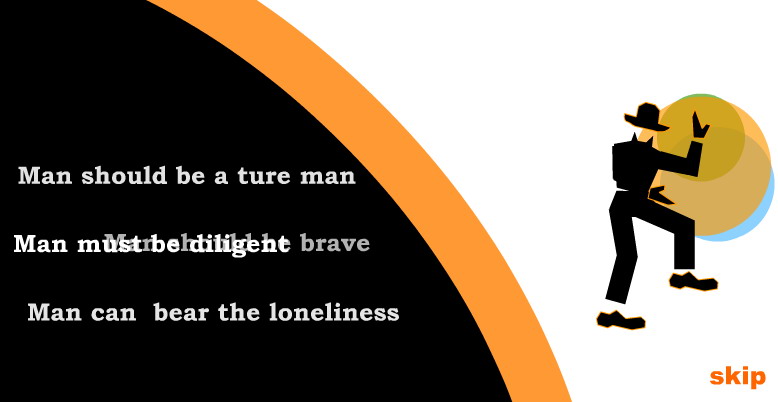 Man should be a ture man
Man must be diligent
Man should be brave
Man can bear the loneliness
skip